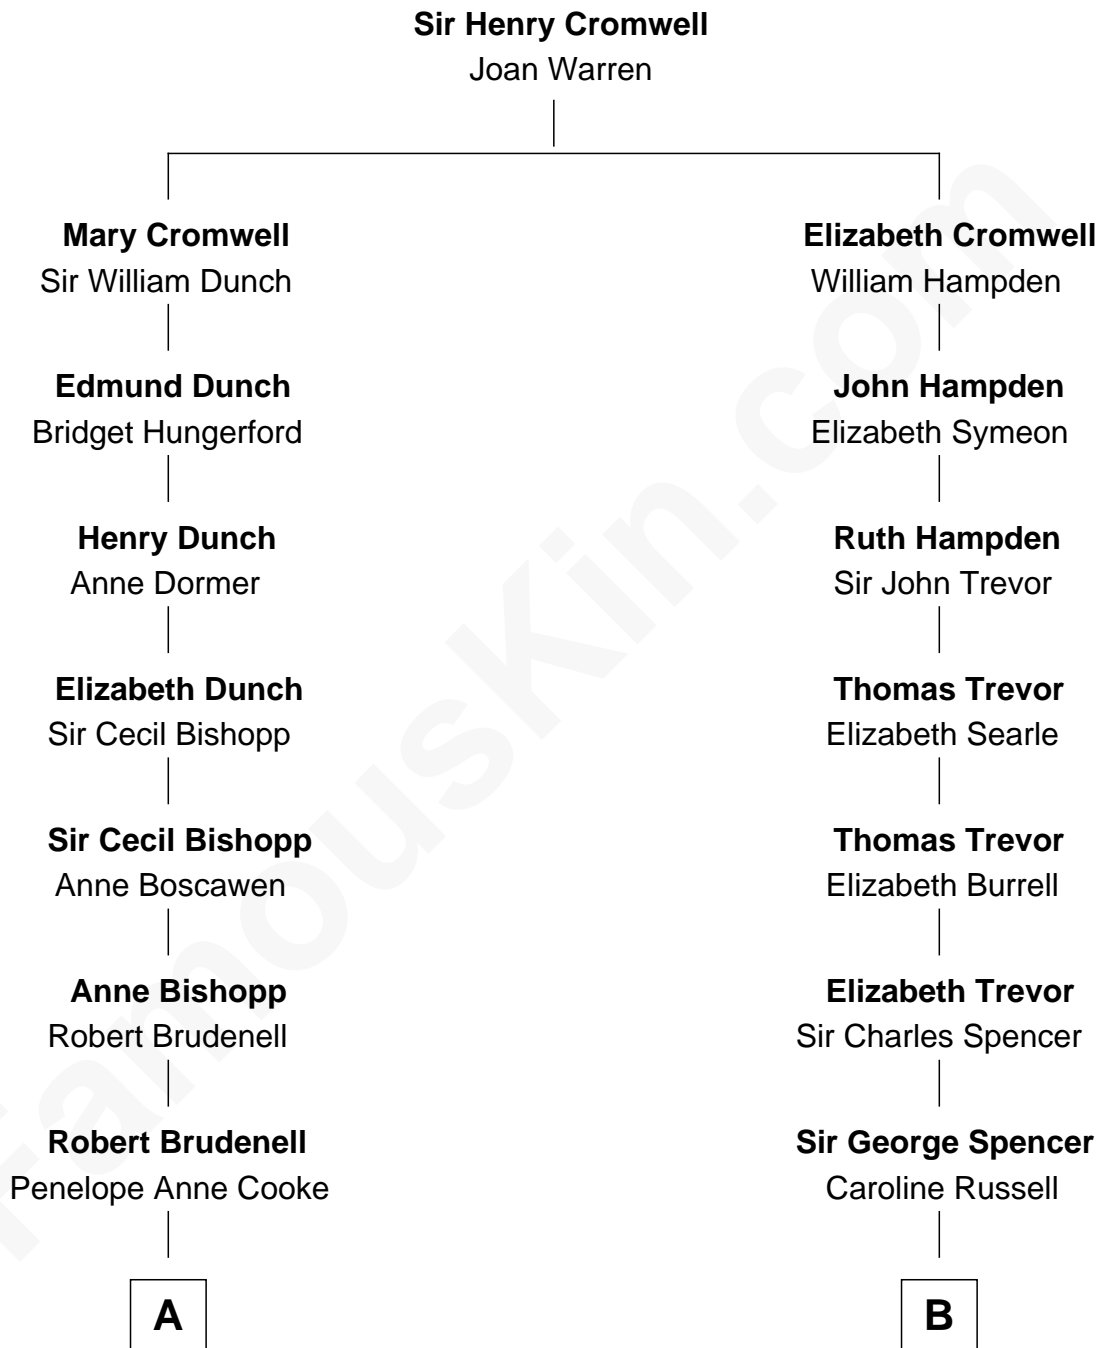 Sir Henry Cromwell
Joan Warren
Mary Cromwell
Sir William Dunch
Elizabeth Cromwell
William Hampden
Edmund Dunch
Bridget Hungerford
John Hampden
Elizabeth Symeon
Henry Dunch
Anne Dormer
Ruth Hampden
Sir John Trevor
Elizabeth Dunch
Sir Cecil Bishopp
Thomas Trevor
Elizabeth Searle
Sir Cecil Bishopp
Anne Boscawen
Thomas Trevor
Elizabeth Burrell
Anne Bishopp
Robert Brudenell
Elizabeth Trevor
Sir Charles Spencer
Robert Brudenell
Penelope Anne Cooke
Sir George Spencer
Caroline Russell
A
B
FamousKin.com